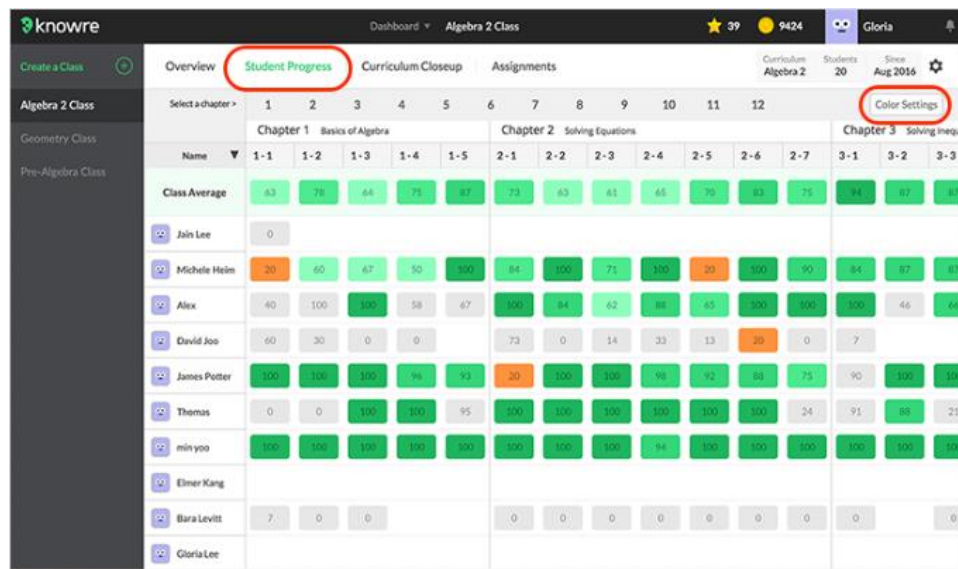 knowre Dashboard Algebra 2 Class 39 9424 Gloria
Create a Class Overview Student Progress Curriculum Closeup Assignments Curriculum Algebra 2 Students 20 Since Aug 2016
Algebra 2 Class Select a chapter > 1 2 3 4 5 6 7 8 9 10 11 12 Color Settings
Geometry Class Chapter 1 Basics of Algebra Chapter 2 Solving Equations Chapter 3 Solving Inequ
Name 1-1 1-2 1-3 1-4 1-5 2-1 2-2 2-3 2-4 2-5 2-6 2-7 3-1 3-2 3-3
Pre-Algebra Class
Class Average 63 78 64 75 87 73 63 61 65 70 83 75 94 87
Jain Lee 0
Michele Heim 20 60 67 50 100 84 100 71 100 20 100 90 84 87 87
Alex 40 100 100 58 67 100 84 62 88 65 100 100 100 46 66
David Joo 60 30 0 0 73 0 14 33 13 20 0 7
James Potter 100 100 100 96 93 20 100 100 98 92 88 75 90 100 100
Thomas 0 0 100 100 95 100 100 100 100 100 100 24 91 88 21
min yoo 100 100 100 100 100 100 100 100 94 100 100 100 100 100 100
Elmer Kang
Bara Levitt 7 0 0 0 0 0 0 0 0 0 0 0
Gloria Lee